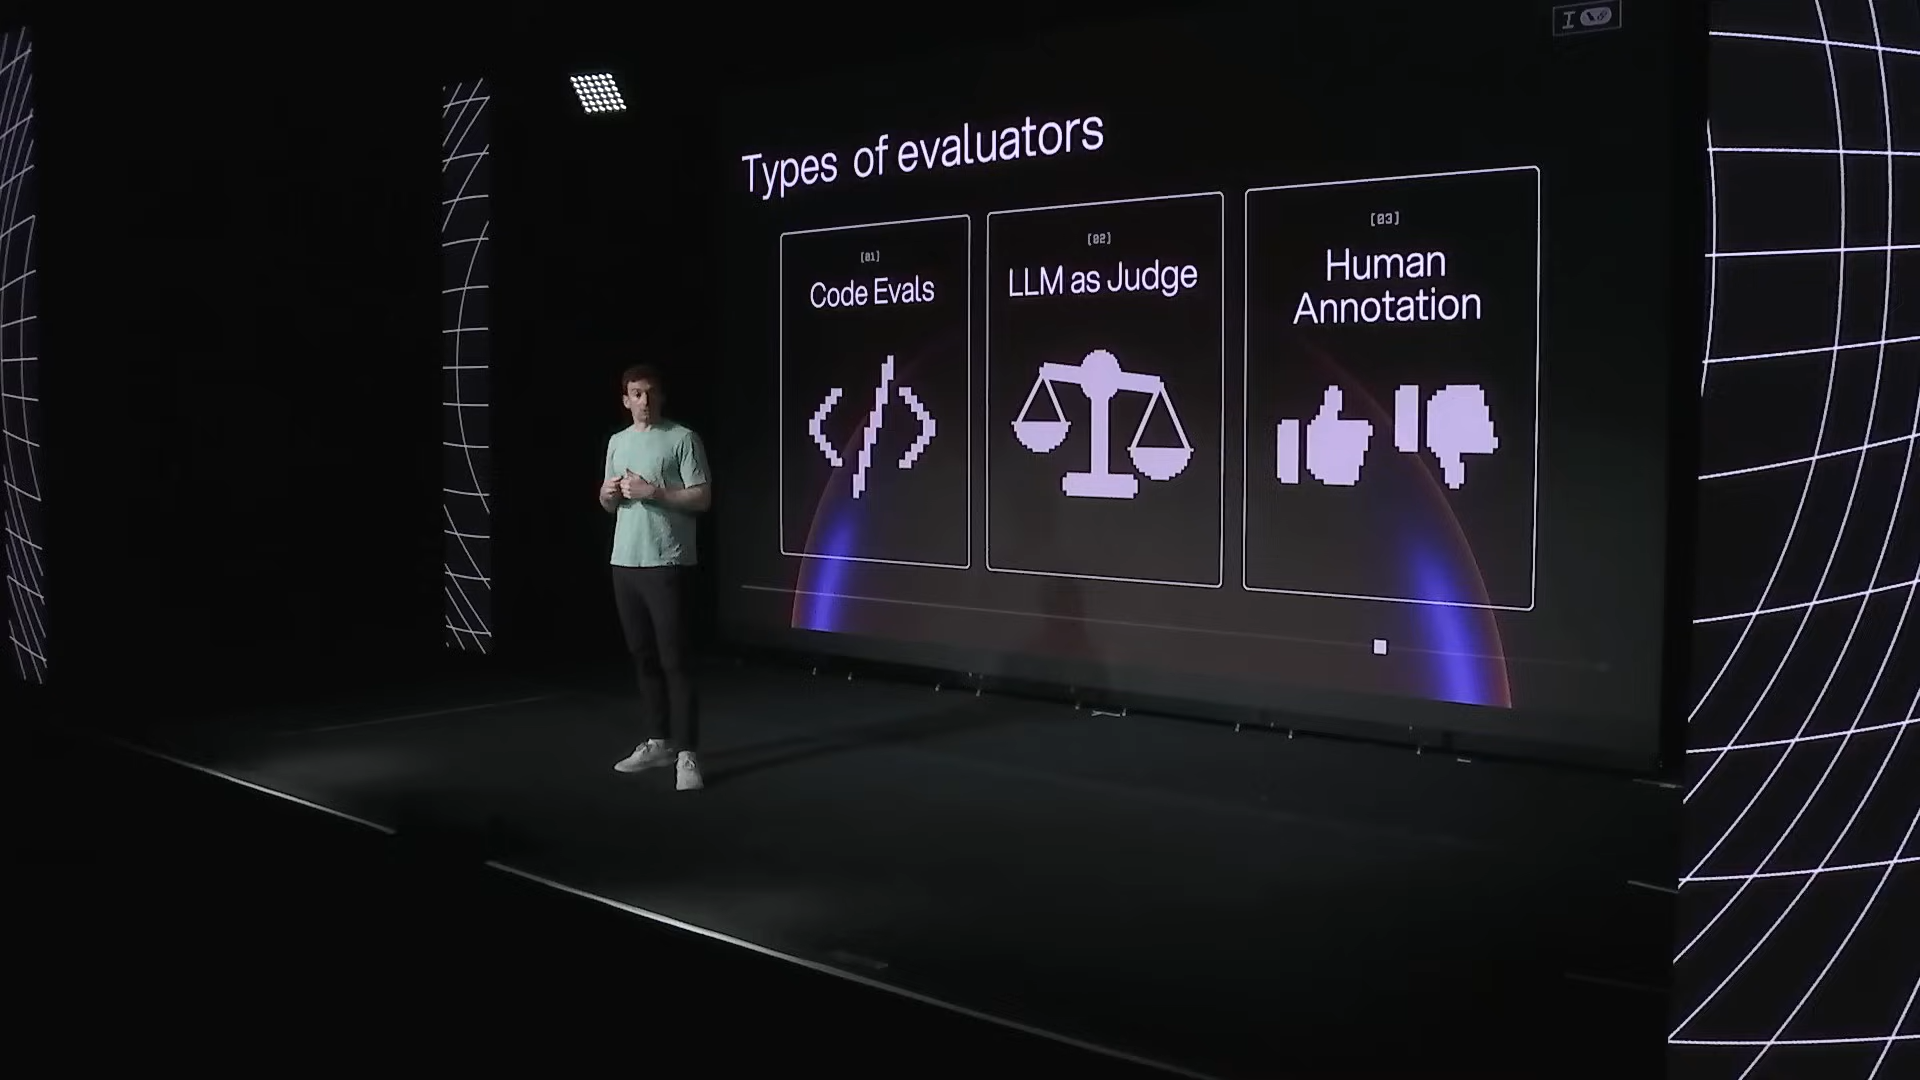 Types of evaluators
[01]
Code Evals
[02]
LLM as Judge
[03]
Human
Annotation